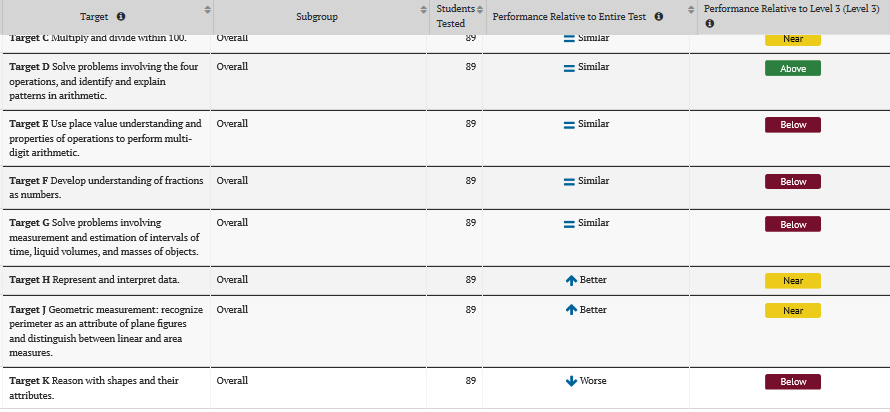 Target Subgroup Students Tested Performance Relative to Entire Test Performance Relative to Level 3 (Level 3)
Target C Multiply and divide within 100. Overall 89 Similar Near
Target D Solve problems involving the four Overall 89 Similar Above
operations, and identify and explain
patterns in arithmetic.
Target E Use place value understanding and Overall 89 Similar Below
properties of operations to perform multi-
digit arithmetic.
Target F Develop understanding of fractions Overall 89 Similar Below
as numbers.
Target G Solve problems involving Overall 89 Similar Below
measurement and estimation of intervals of
time, liquid volumes, and masses of objects.
Target H Represent and interpret data. Overall 89 Better Near
Target J Geometric measurement: recognize Overall 89 Better Near
perimeter as an attribute of plane figures
and distinguish between linear and area
measures.
Target K Reason with shapes and their Overall 89 Worse Below
attributes.